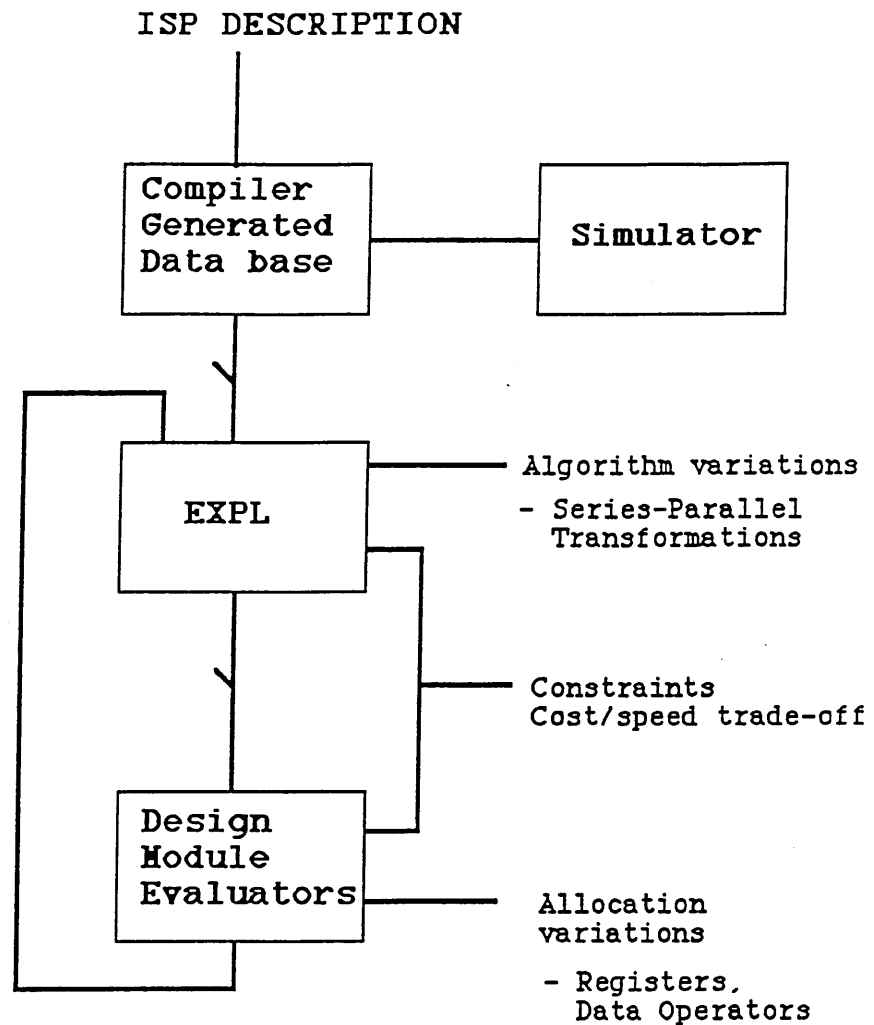 ISP DESCRIPTION
Compiler
Generated
Data base
Simulator
EXPL
Algorithm variations
- Series-Parallel
Transformations
Constraints
Cost/speed trade-off
Design
Module
Evaluators
Allocation
variations
- Registers,
Data Operators